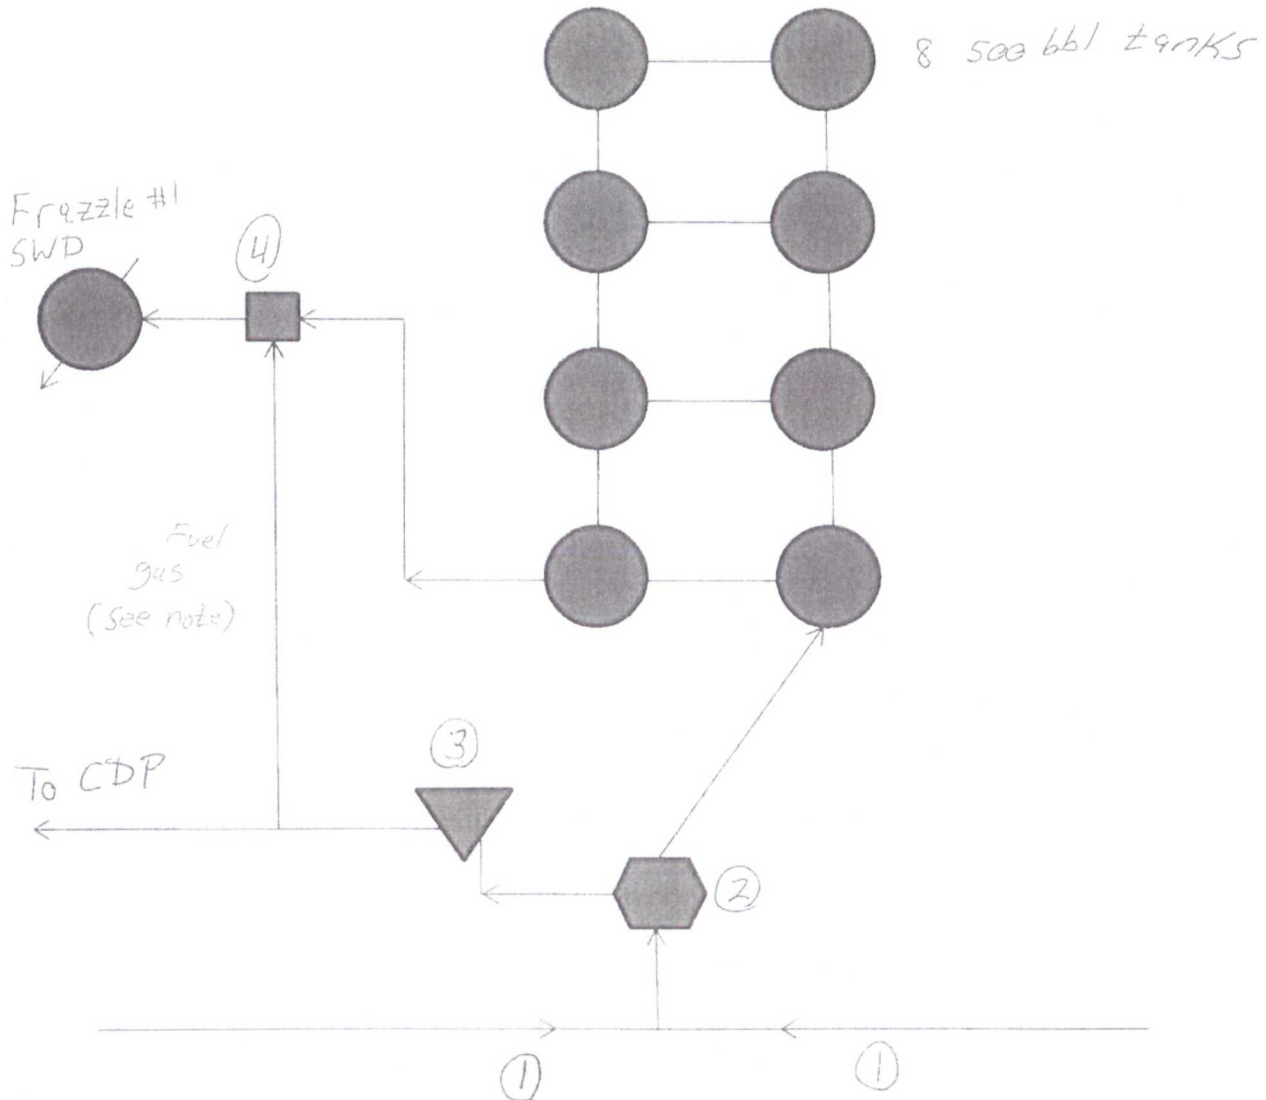 8 500 bbl tanks
Frazzle #1
SWD
4
Fuel
gas
(see note)
3
To CDP
2
1
1